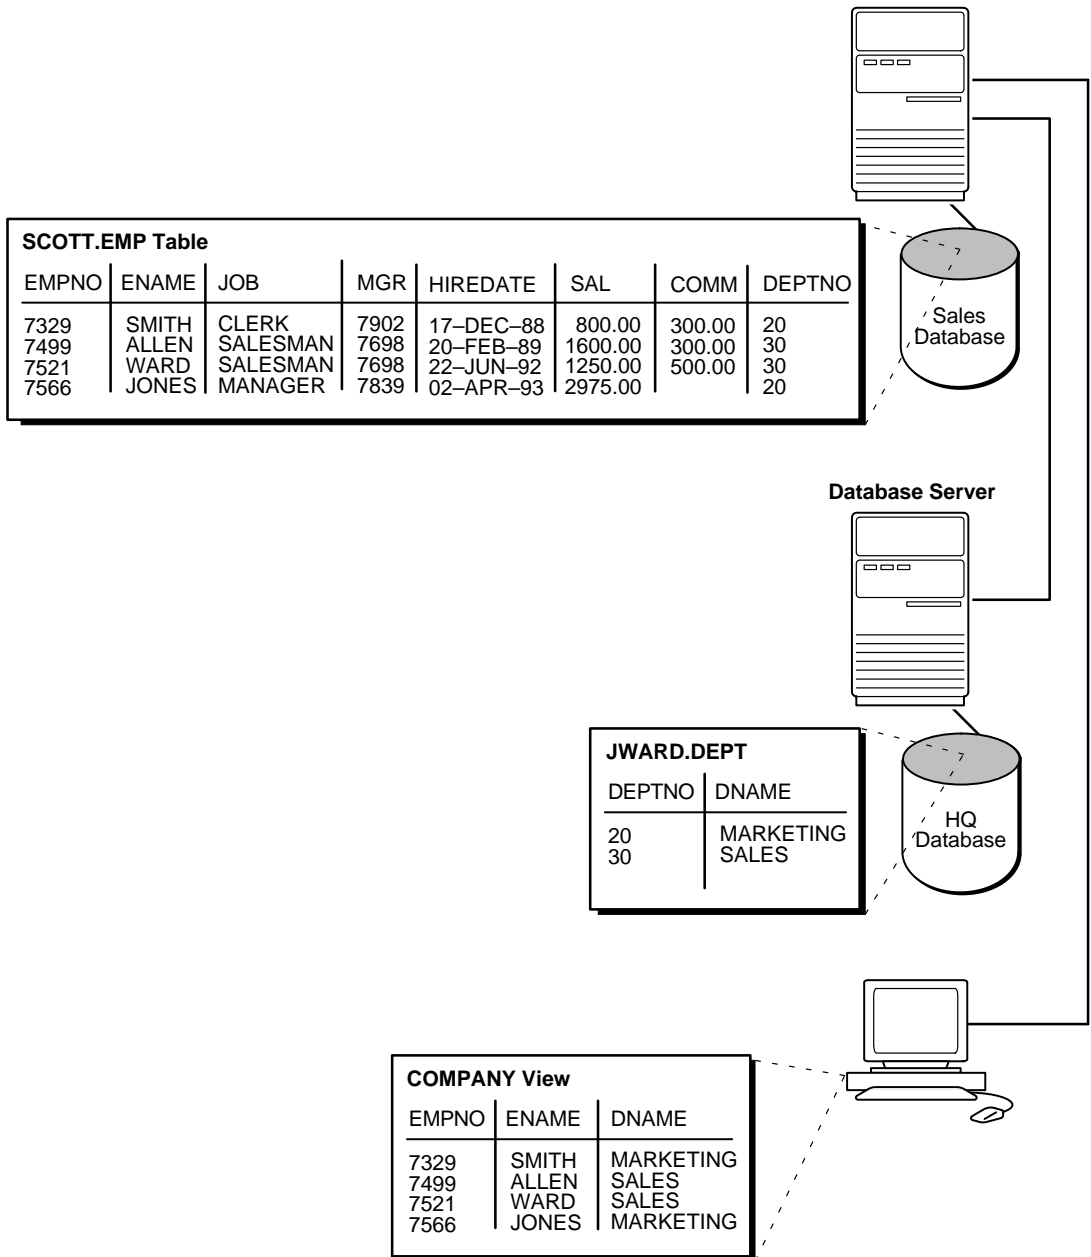 SCOTT.EMP Table
EMPNO ENAME JOB MGR HIREDATE SAL COMM DEPTNO
7329 SMITH CLERK 7902 17–DEC–88 800.00 300.00 20
7499 ALLEN SALESMAN 7698 20–FEB–89 1600.00 300.00 30
7521 WARD SALESMAN 7698 22–JUN–92 1250.00 500.00 30
7566 JONES MANAGER 7839 02–APR–93 2975.00 20
Sales
Database
Database Server
JWARD.DEPT
DEPTNO DNAME
20 MARKETING
30 SALES
HQ
Database
COMPANY View
EMPNO ENAME DNAME
7329 SMITH MARKETING
7499 ALLEN SALES
7521 WARD SALES
7566 JONES MARKETING